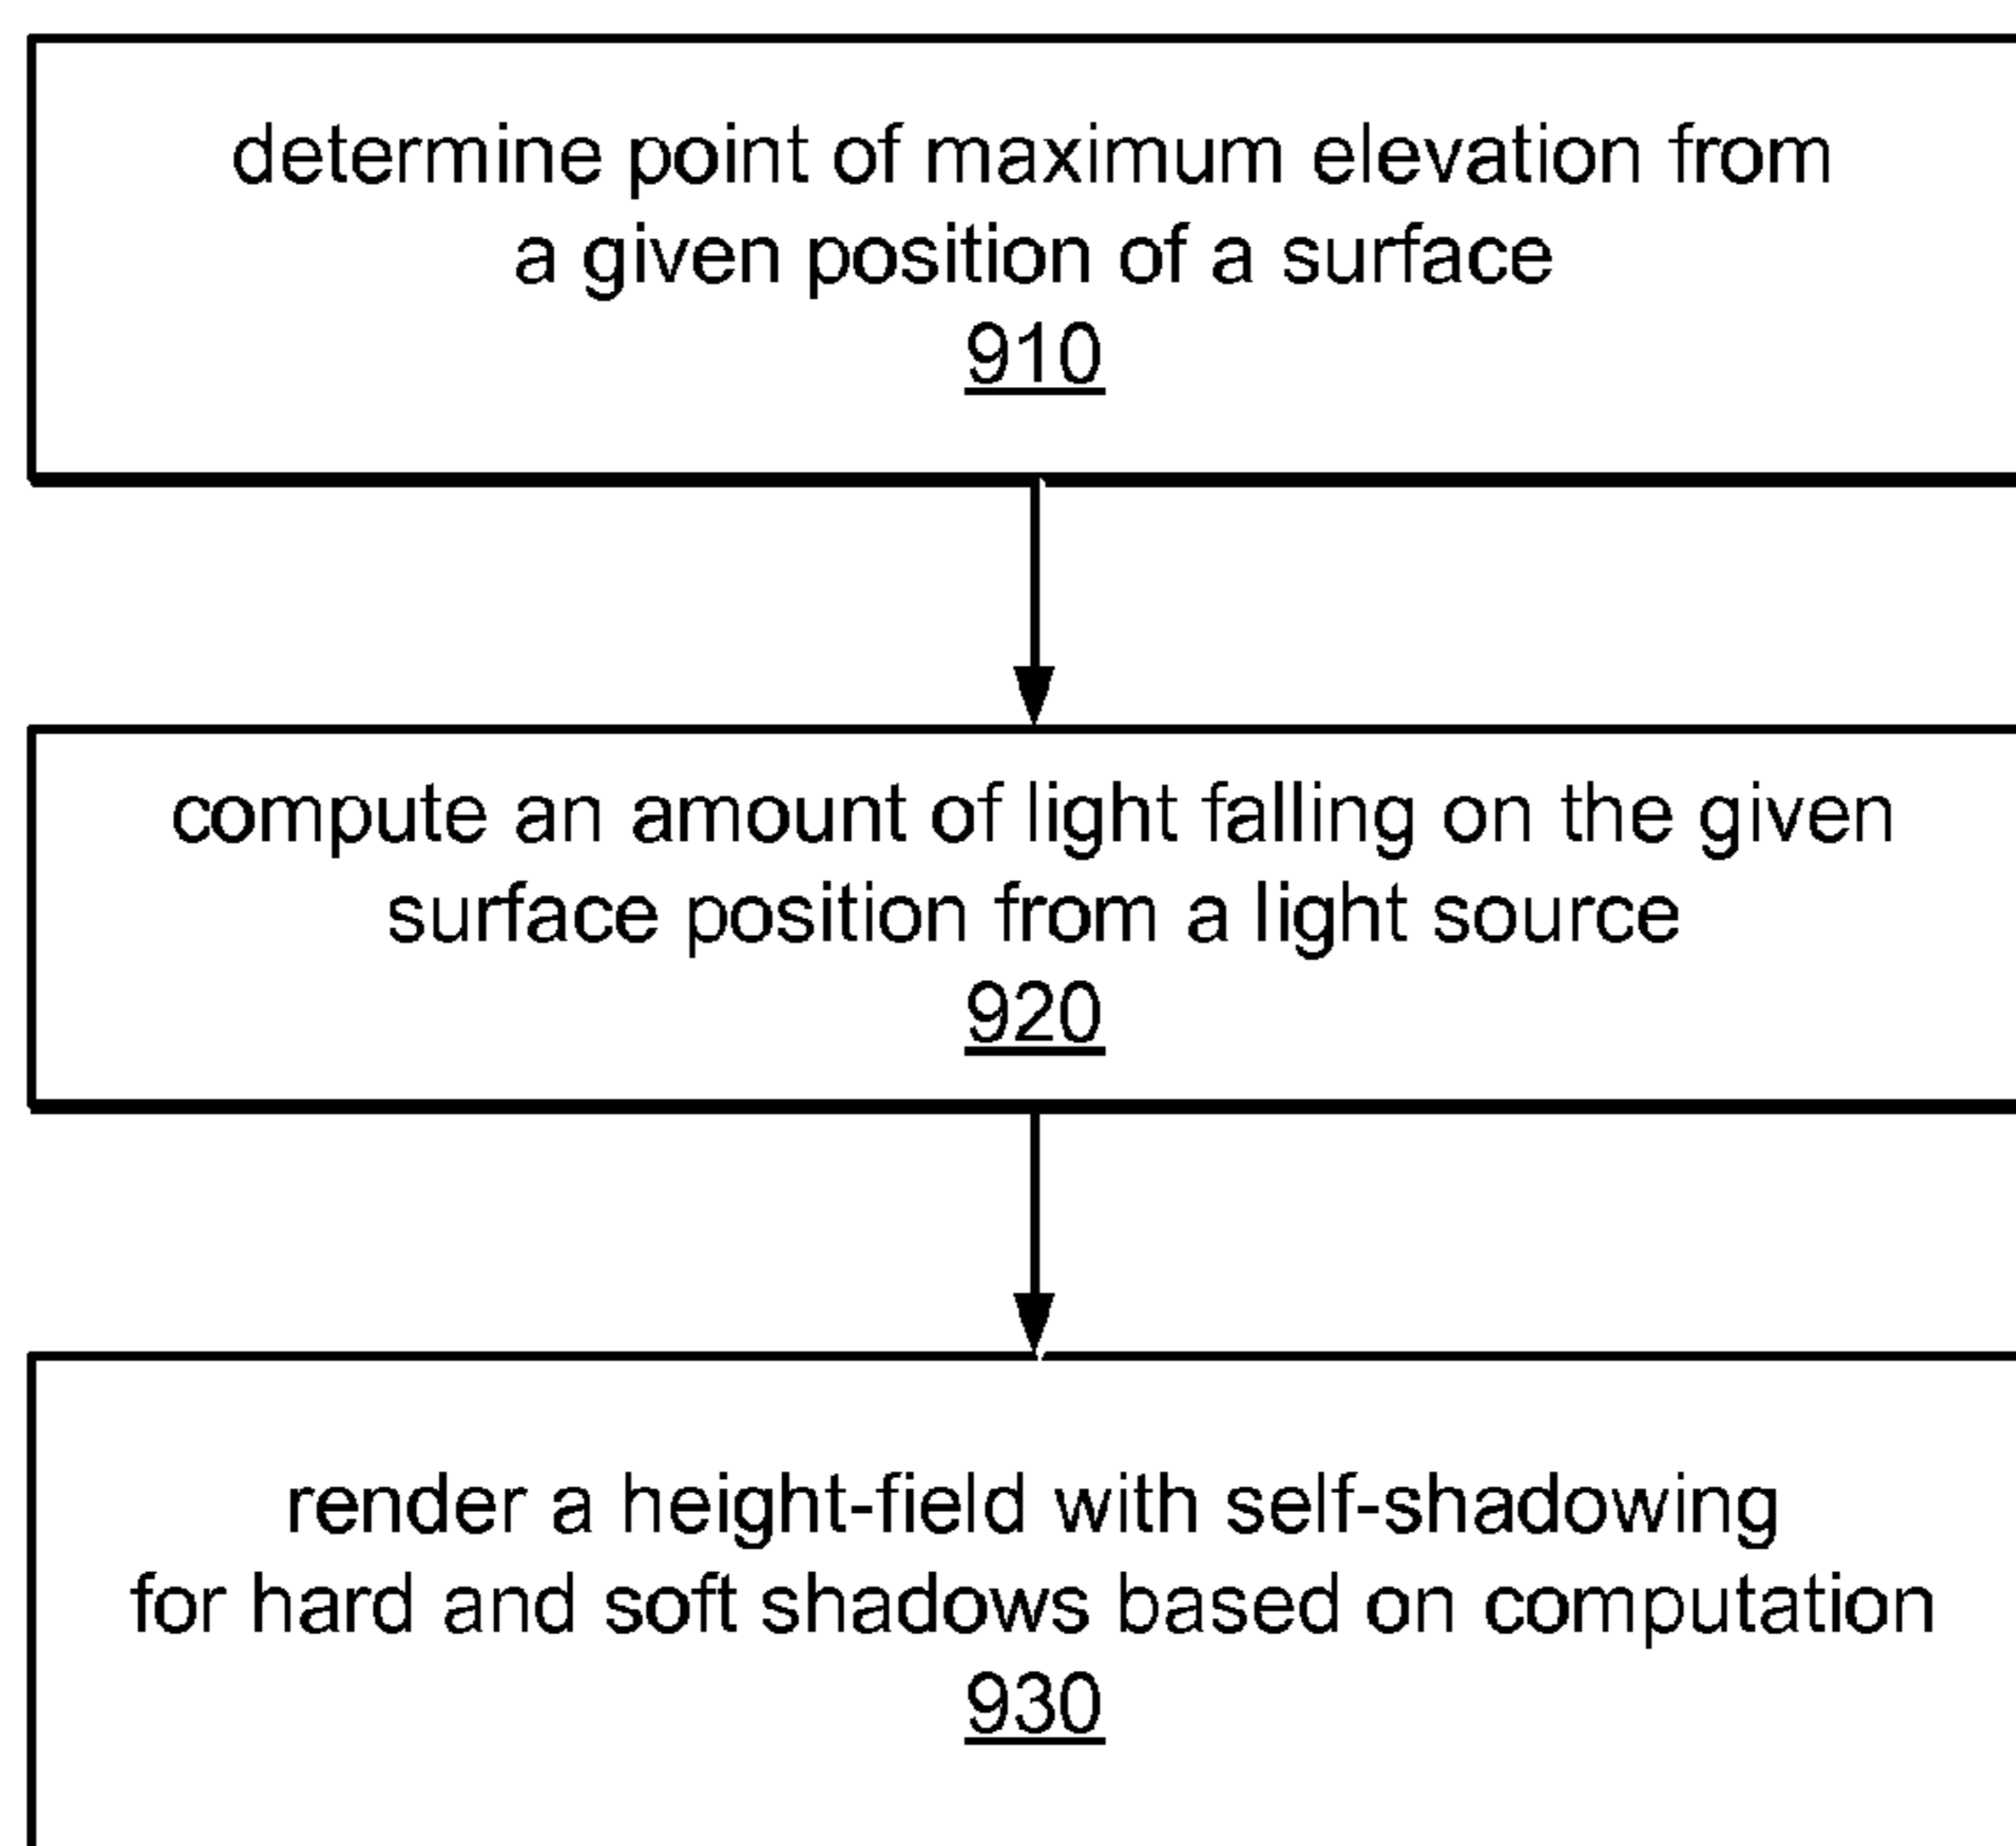 determine point of maximum elevation from
a given position of a surface
910
compute an amount of light falling on the given
surface position from a light source
920
render a height-field with self-shadowing
for hard and soft shadows based on computation
930